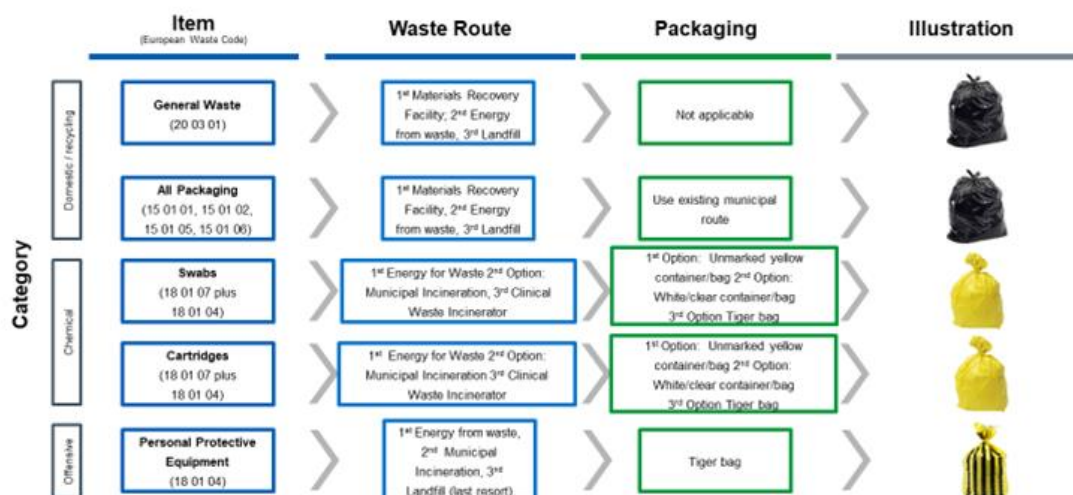 Item
(European Waste Code)
Waste Route
Packaging
Illustration
Category
Domestic / recycling
General Waste
(20 03 01)
1st Materials Recovery
Facility; 2nd Energy
from waste, 3rd Landfill
Not applicable
All Packaging
(15 01 01, 15 01 02,
15 01 05, 15 01 06)
1st Materials Recovery
Facility, 2nd Energy
from waste, 3rd Landfill
Use existing municipal
route
Chemical
Swabs
(18 01 07 plus
18 01 04)
1st Energy for Waste 2nd Option:
Municipal Incineration, 3rd Clinical
Waste Incinerator
1st Option: Unmarked yellow
container/bag 2nd Option:
White/clear container/bag
3rd Option Tiger bag
Cartridges
(18 01 07 plus
18 01 04)
1st Energy for Waste 2nd Option:
Municipal Incineration 3rd Clinical
Waste Incinerator
1st Option: Unmarked yellow
container/bag 2nd Option:
White/clear container/bag
3rd Option Tiger bag
Offensive
Personal Protective
Equipment
(18 01 04)
1st Energy from waste,
2nd Municipal
Incineration, 3rd
Landfill (last resort)
Tiger bag